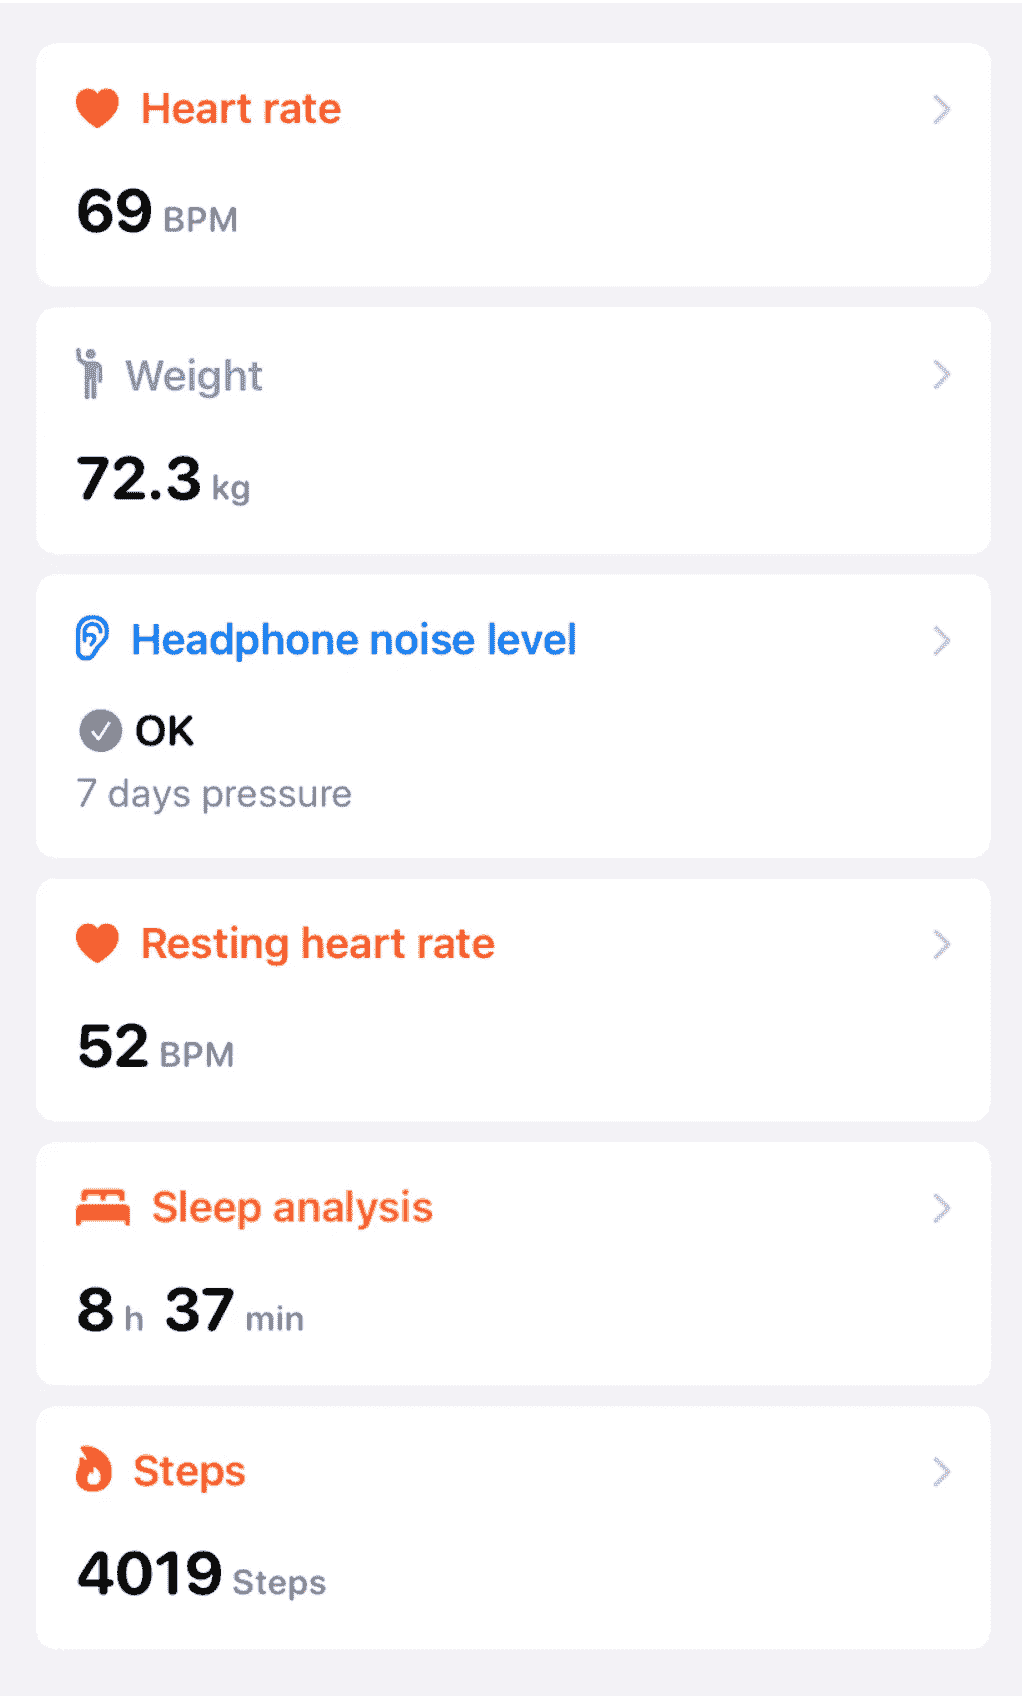 Heart rate
69 BPM
Weight
72.3 kg
Headphone noise level
OK
7 days pressure
Resting heart rate
52 BPM
Sleep analysis
8 h 37 min
Steps
4019 Steps